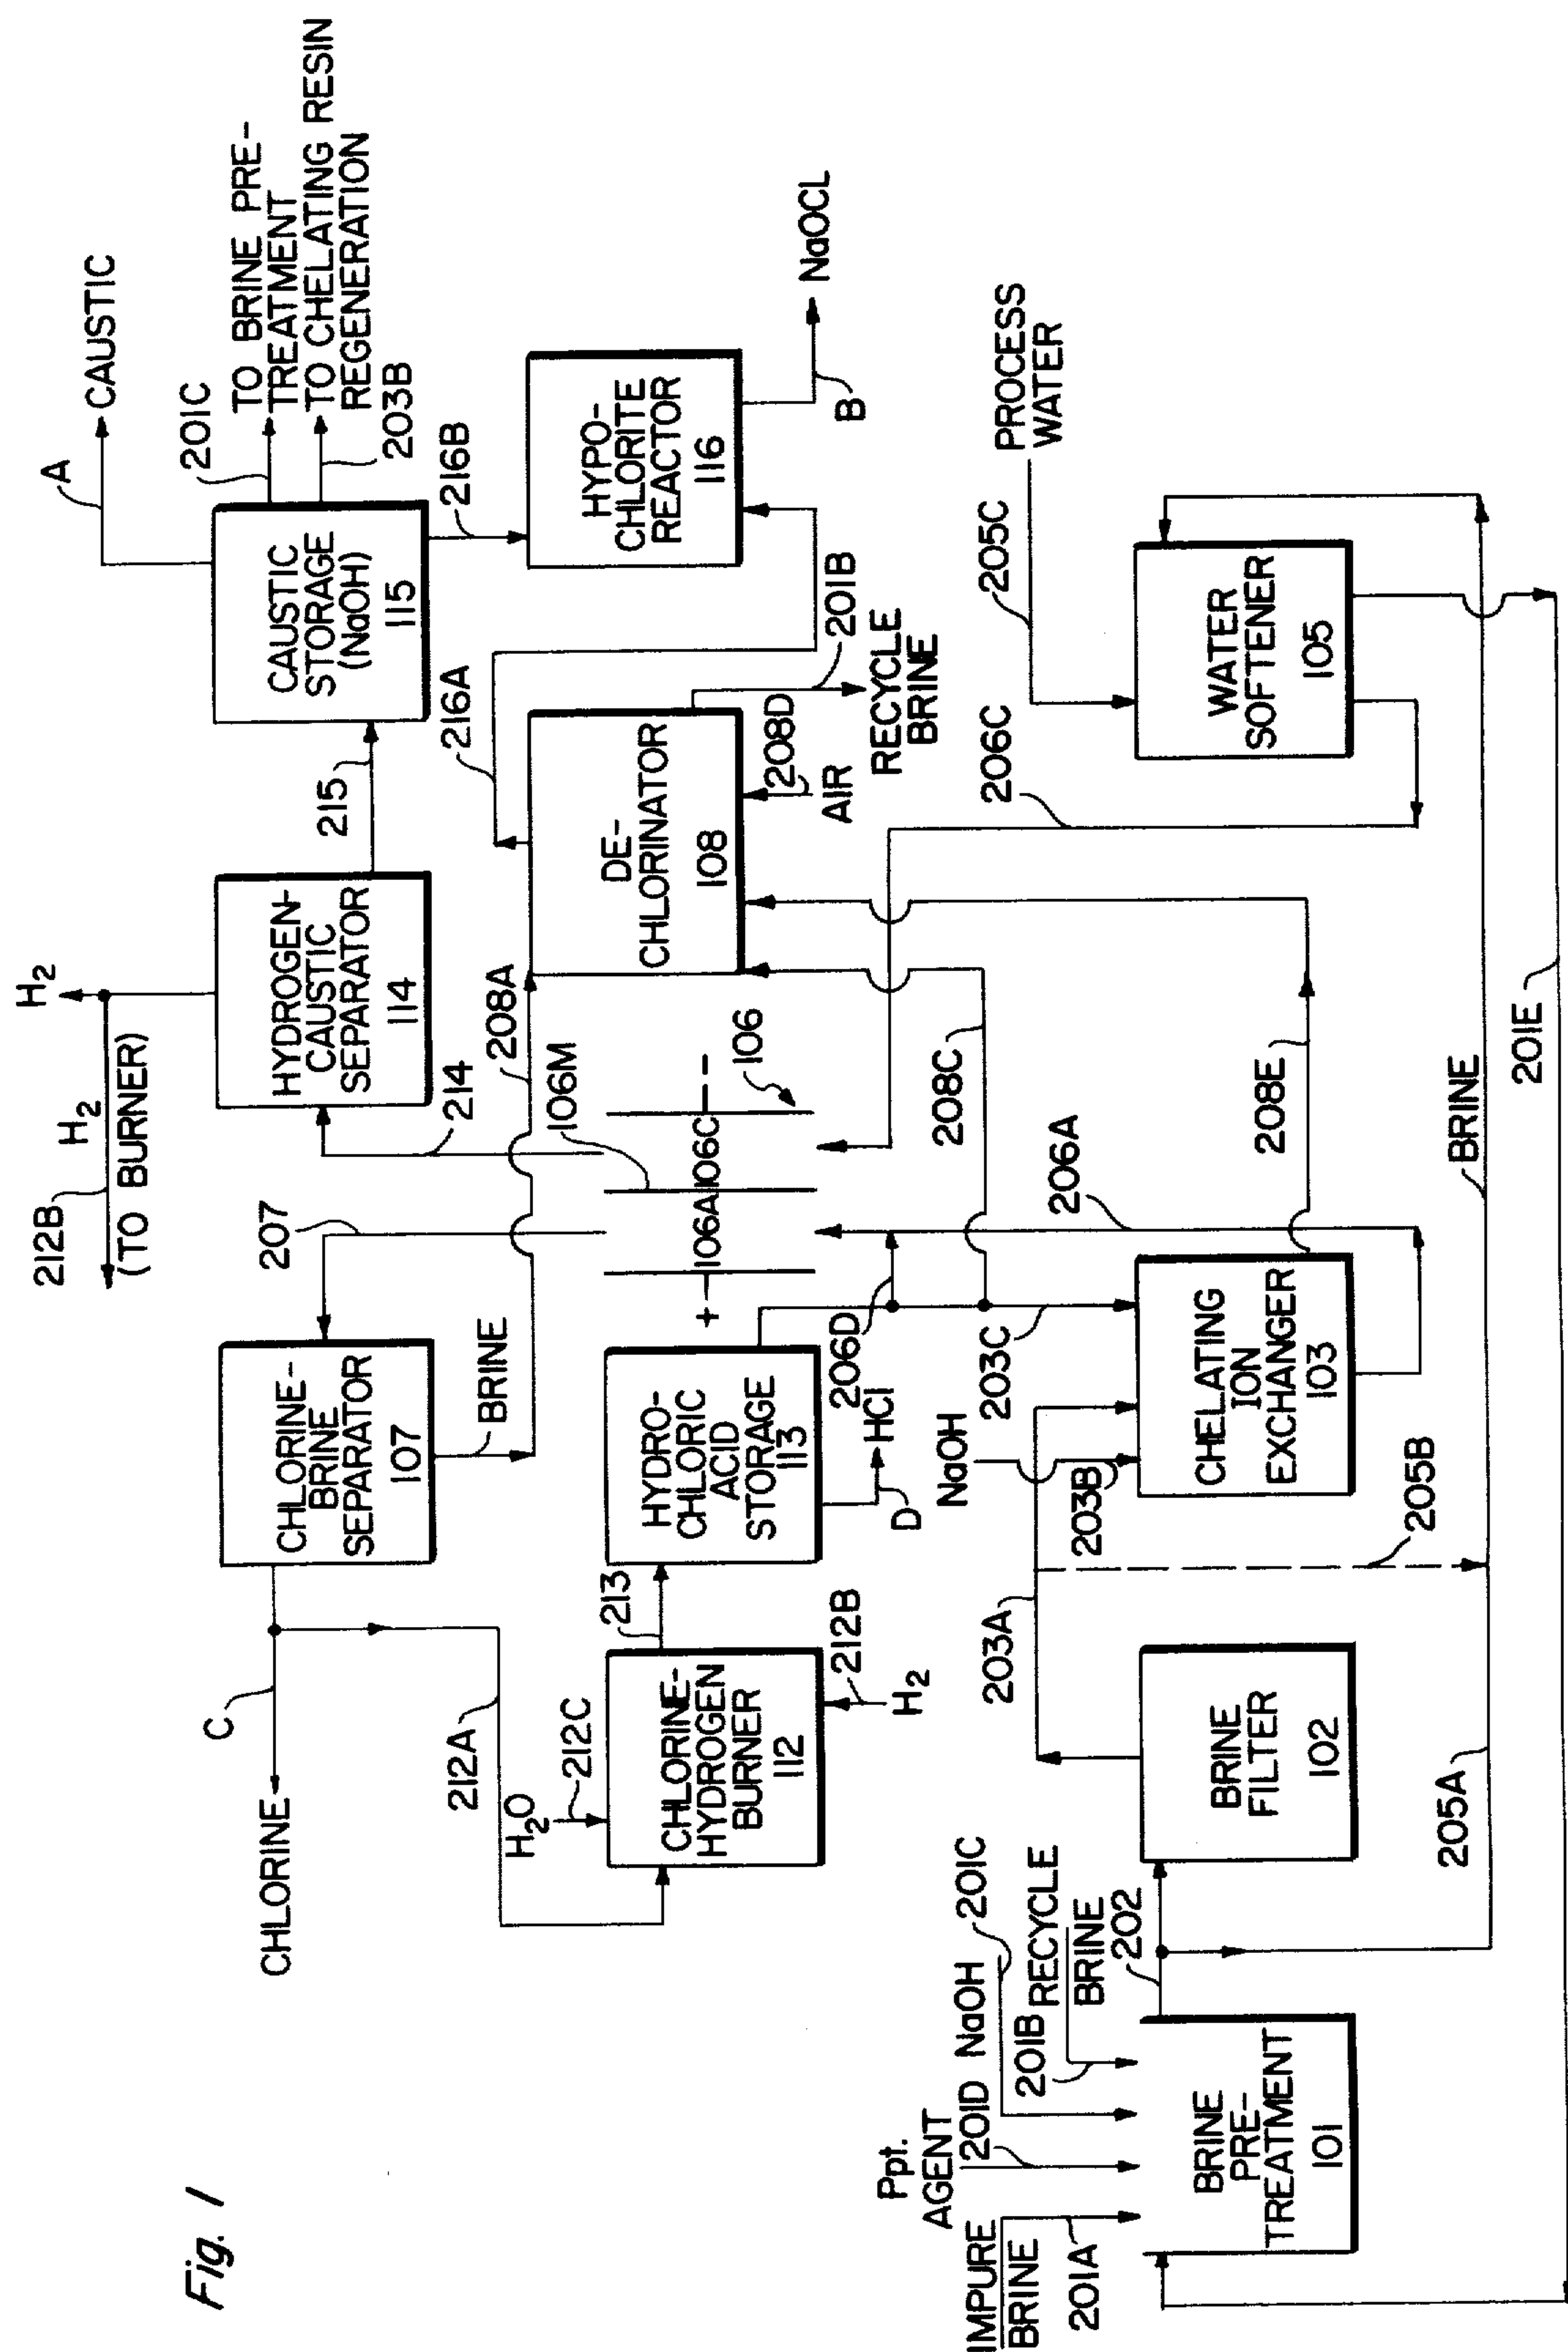 Fig. 1
CHLORINE
C
CHLORINE-
BRINE
SEPARATOR
107
BRINE
207
212B
H2
(TO BURNER)
H2
HYDROGEN-
CAUSTIC
SEPARATOR
114
214
215
A
CAUSTIC
CAUSTIC
STORAGE
(NaOH)
115
201C
TO BRINE PRE-
TREATMENT
TO CHELATING RESIN
REGENERATION
203B
216B
212A
H2O
212C
CHLORINE-
HYDROGEN
BURNER
112
212B
H2
213
HYDRO-
CHLORIC
ACID
STORAGE
113
D
HCl
+
106A
106C
--
106M
106
208A
216A
DE-
CHLORINATOR
108
208D
AIR
201B
RECYCLE
BRINE
HYPO-
CHLORITE
REACTOR
116
B
NaOCL
206D
208C
203C
NaOH
203B
203A
205B
CHELATING
ION
EXCHANGER
103
206A
208E
206C
205C
PROCESS
WATER
WATER
SOFTENER
105
IMPURE
BRINE
201A
Ppt.
AGENT
201D
NaOH
201C
201B
RECYCLE
BRINE
202
BRINE
PRE-
TREATMENT
101
BRINE
FILTER
102
205A
BRINE
201E